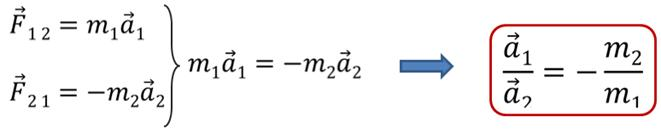 F⃗₁₂ = m₁a⃗₁
F⃗₂₁ = −m₂a⃗₂
m₁a⃗₁ = −m₂a⃗₂
a⃗₁/a⃗₂ = − m₂/m₁